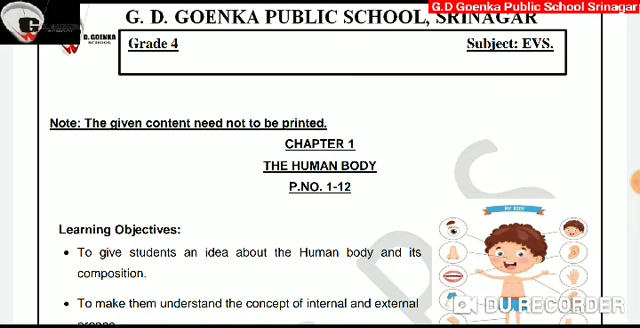 G.D Goenka Public School Srinagar
G. D. GOENKA PUBLIC SCHOOL, SRINAGAR
D. GOENKA
SCHOOL
Grade 4 Subject: EVS.
Note: The given content need not to be printed.
CHAPTER 1
THE HUMAN BODY
P.NO. 1-12
Learning Objectives:
• To give students an idea about the Human body and its
composition.
• To make them understand the concept of internal and external
MY BODY
DU RECORDER